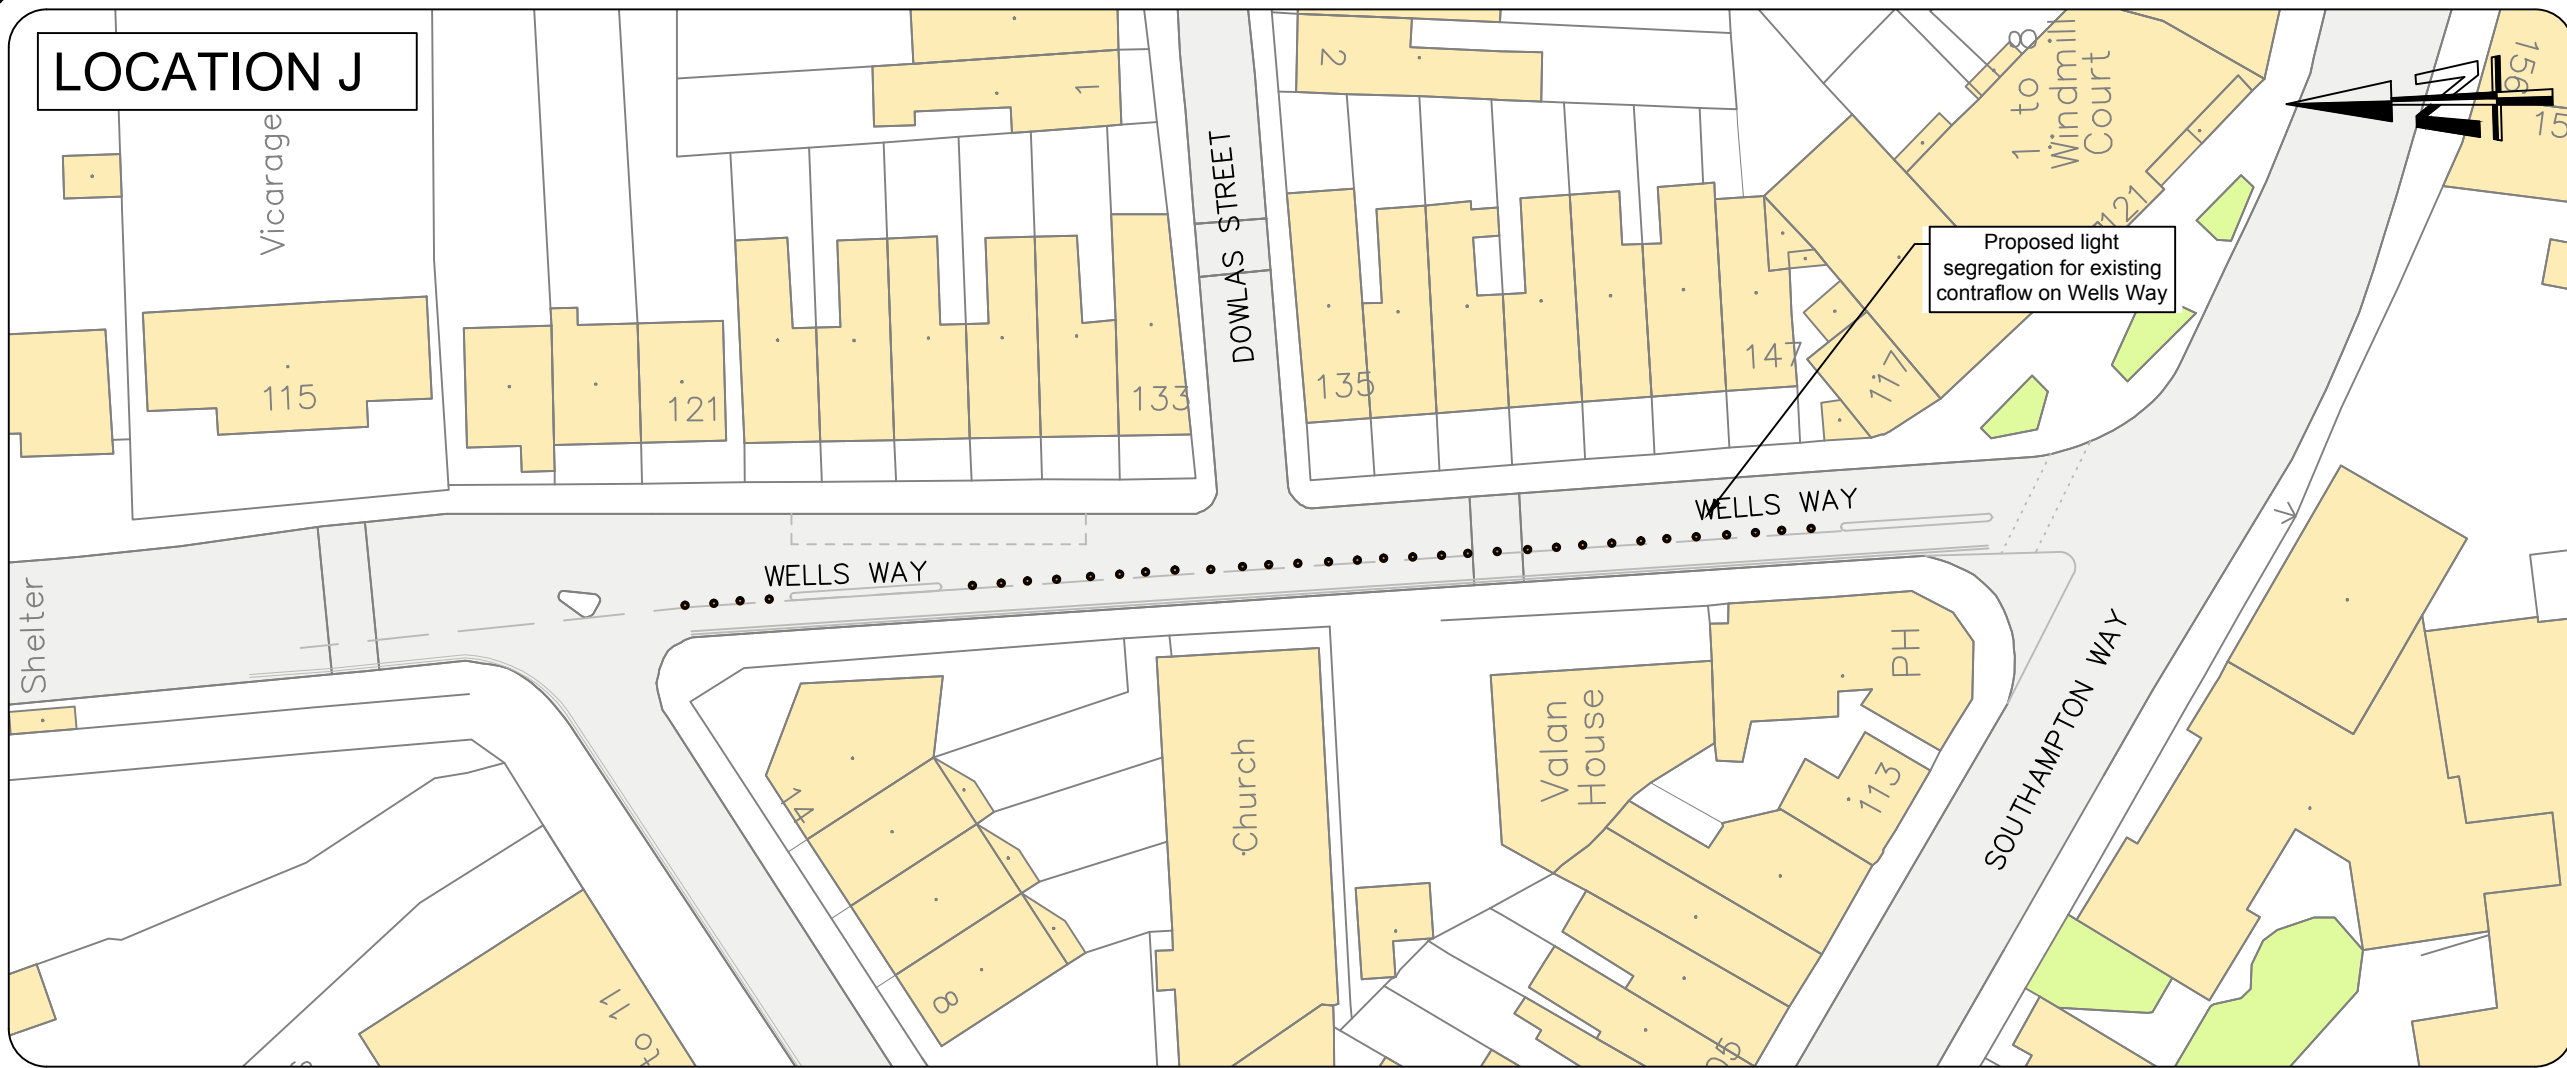 LOCATION J
Vicarage
1
2
1 to 8
Windmill
Court
156
N
DOWLAS STREET
121
Proposed light
segregation for existing
contraflow on Wells Way
115
121
133
135
147
117
WELLS WAY
WELLS WAY
Shelter
PH
Valan
House
Church
SOUTHAMPTON WAY
113
14
8
to 11